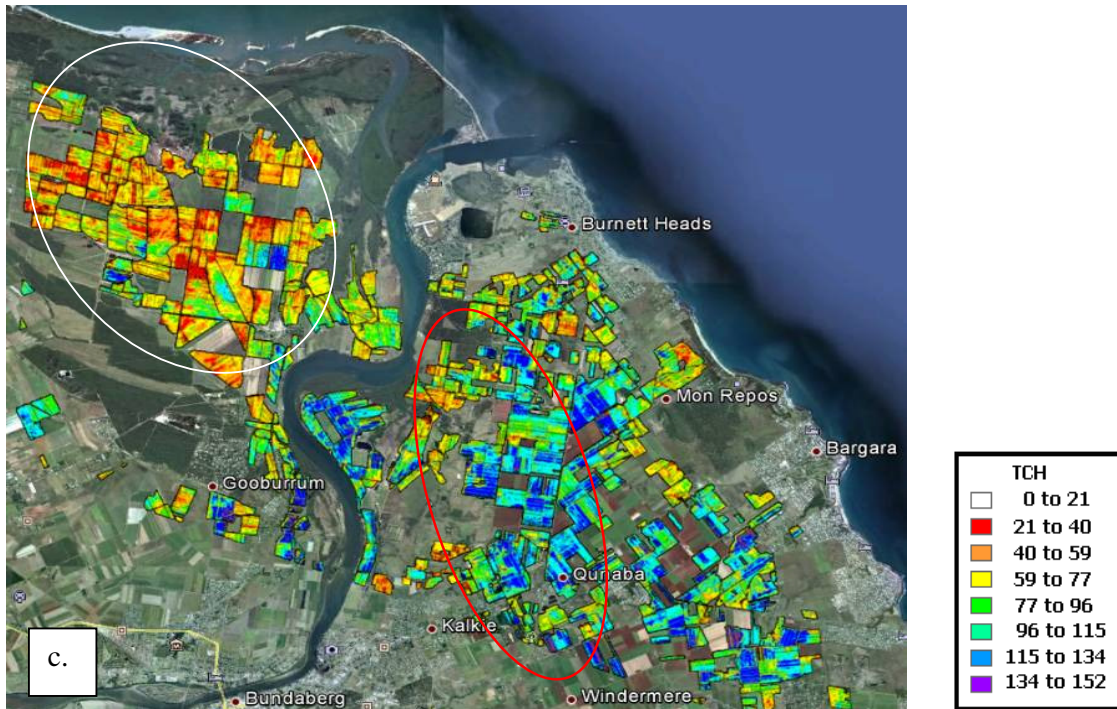 Burnett Heads
Mon Repos
Bargara
Gooburrum
Qunaba
Kalkie
c.
Bundaberg
Windermere
TCH
0 to 21
21 to 40
40 to 59
59 to 77
77 to 96
96 to 115
115 to 134
134 to 152